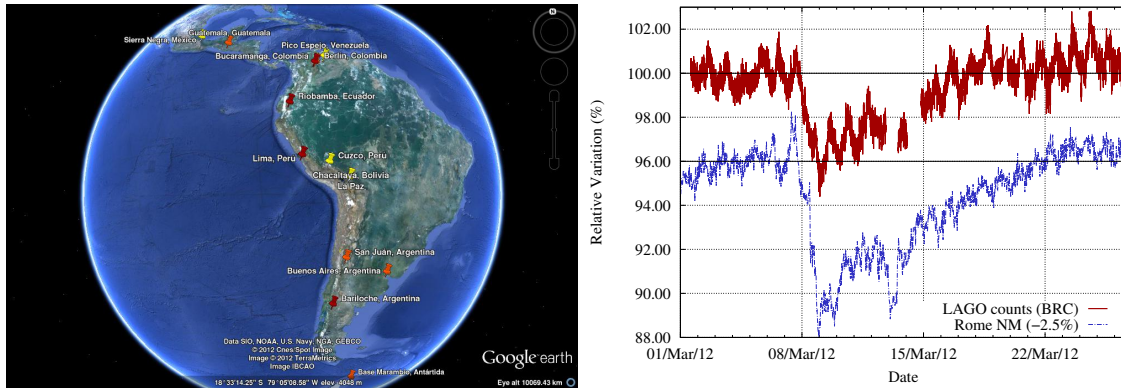 Guatemala, Guatemala
Sierra Negra, Mexico
Pico Espejo, Venezuela
Bucaramanga, Colombia
Berlín, Colombia
Riobamba, Ecuador
Lima, Peru
Cuzco, Peru
Chacaltaya, Bolivia
La Paz
San Juán, Argentina
Buenos Aires, Argentina
Bariloche, Argentina
Data SIO, NOAA, U.S. Navy, NGA, GEBCO
© 2012 Cnes/Spot Image
Image © 2012 TerraMetrics
Image IBCAO
Google earth
Base Marambio, Antártida
18°33'14.25" S 79°05'08.58" W elev -4048 m
Eye alt 10069.43 km
102.00
100.00
98.00
96.00
94.00
92.00
90.00
88.00
Relative Variation (%)
LAGO counts (BRC)
Rome NM (−2.5%)
01/Mar/12
08/Mar/12
15/Mar/12
22/Mar/12
Date